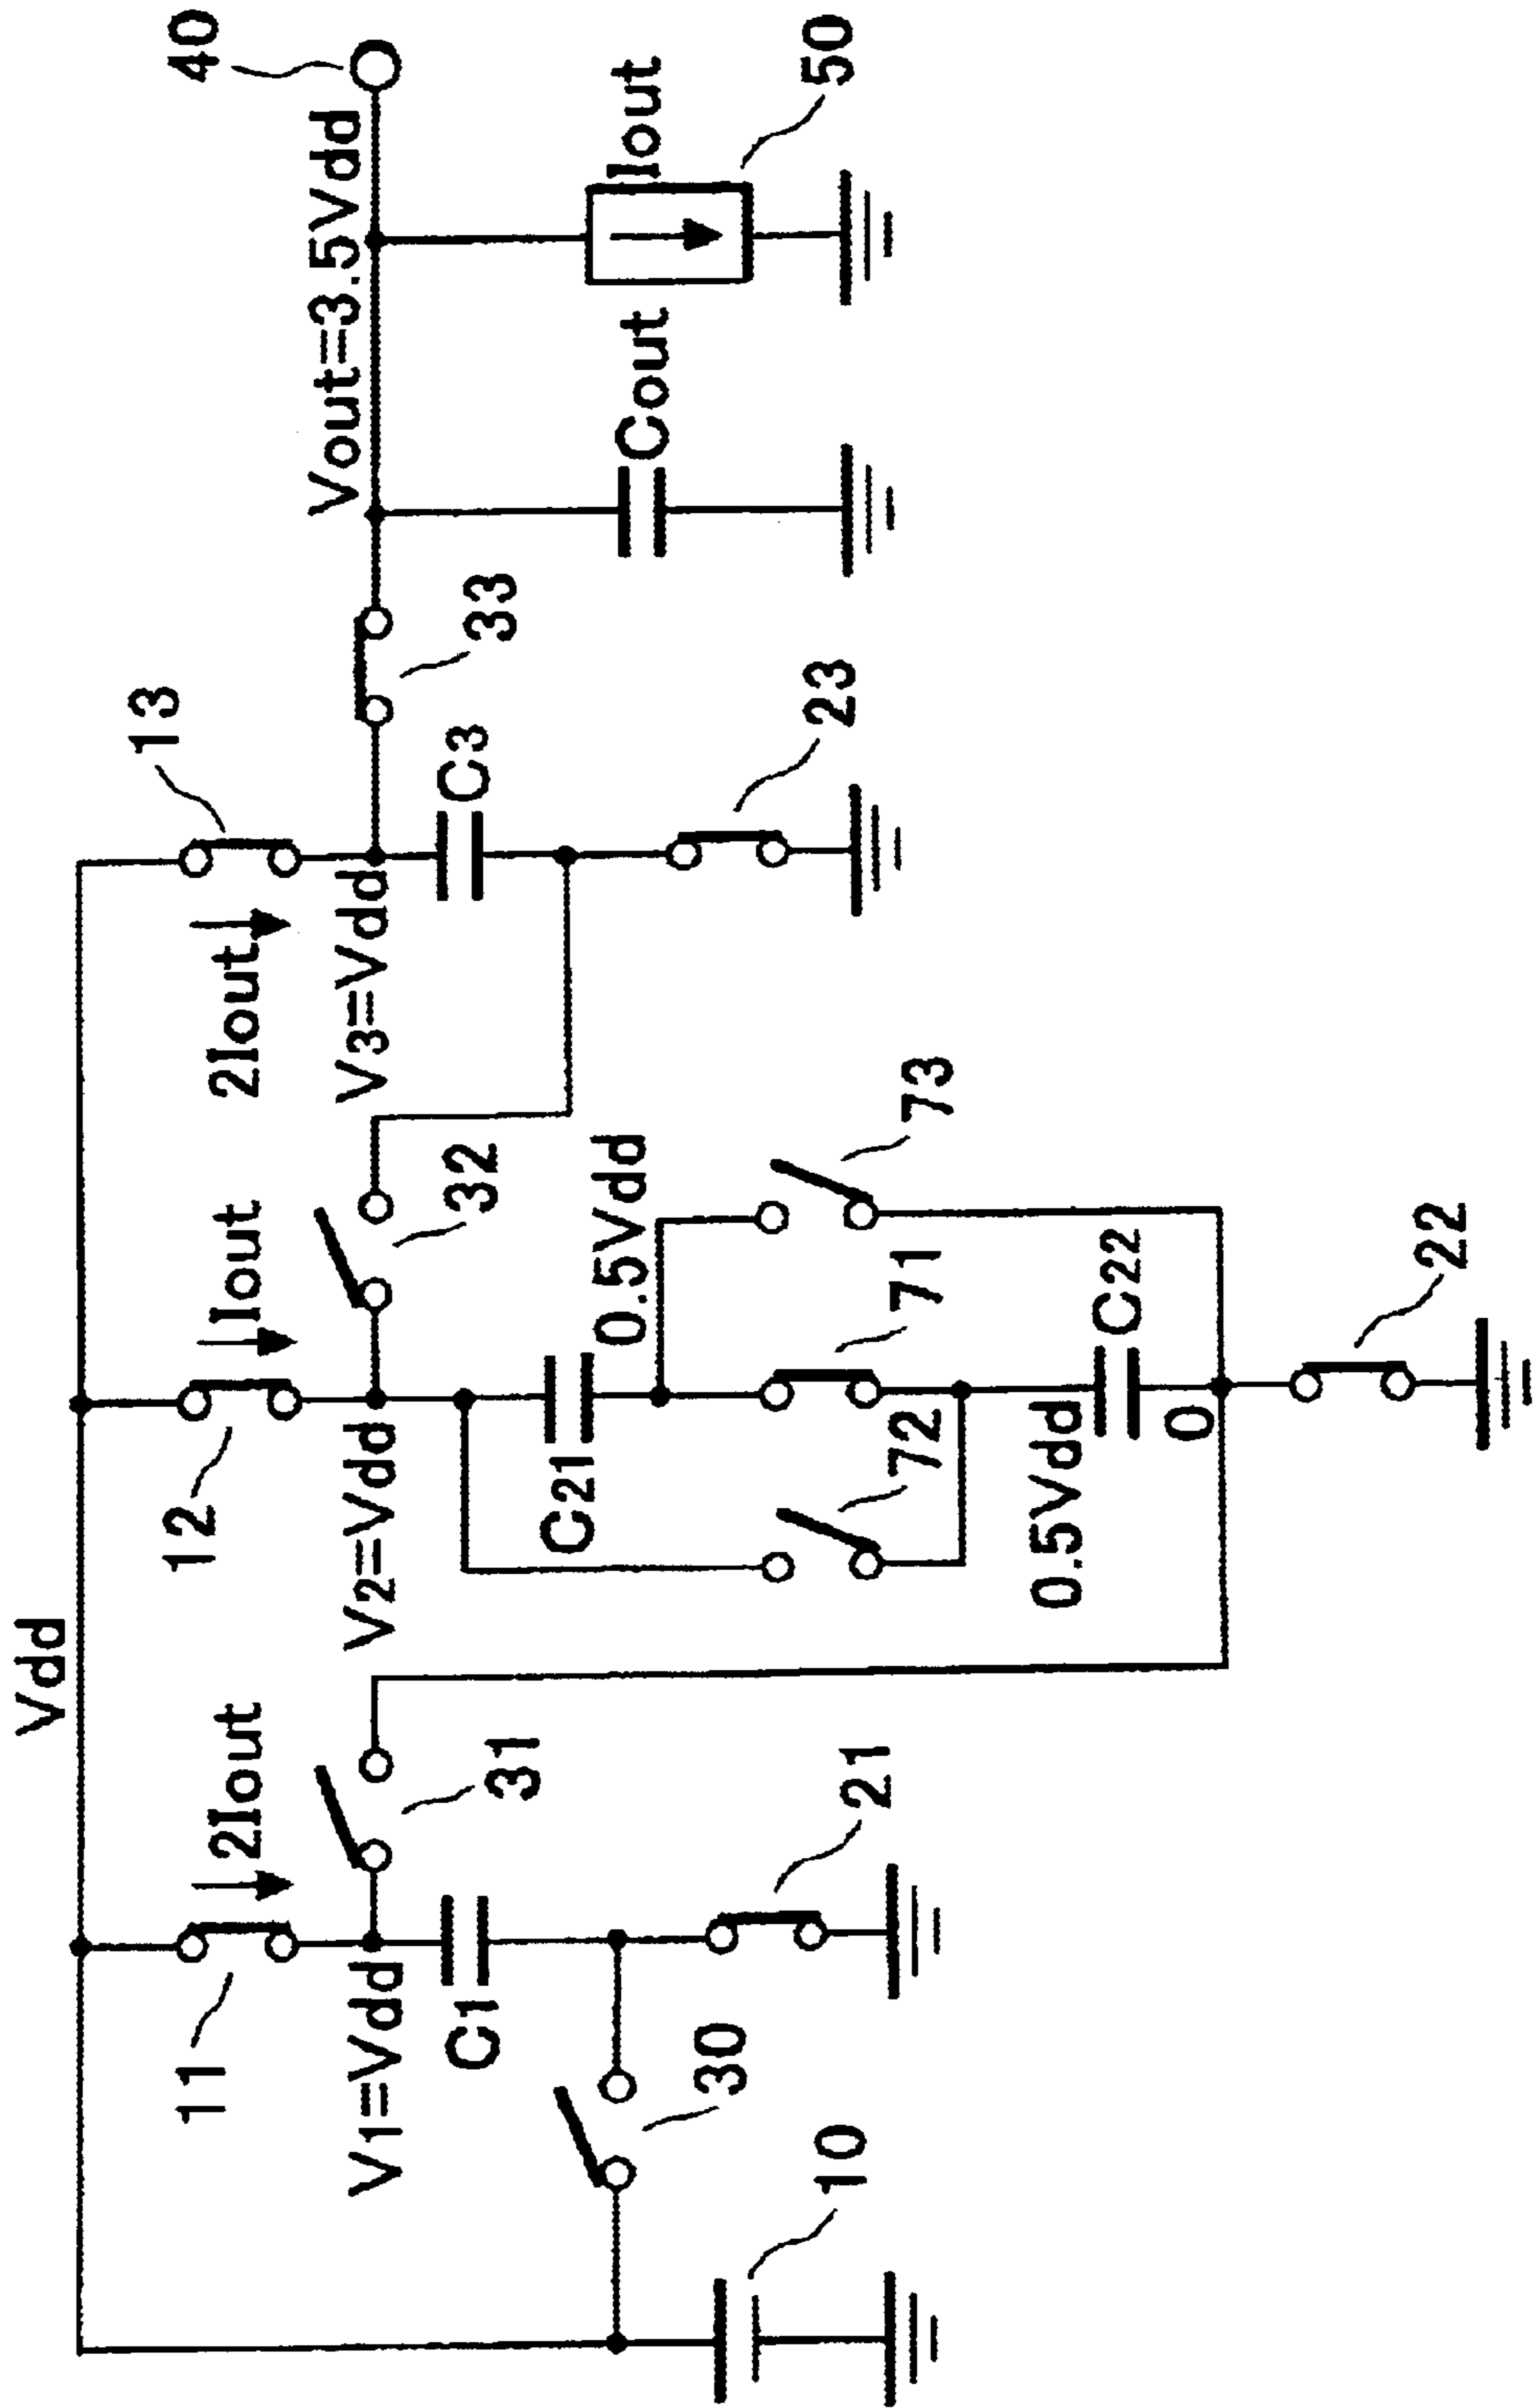 Vdd
2Iout
Iout
2Iout
11
12
13
V1=Vdd
V2=Vdd
V3=Vdd
Vout=3.5Vdd
40
31
32
33
C1
C21
0.5Vdd
C3
Cout
Iout
30
21
72
71
73
23
50
10
0.5Vdd
C22
0
22